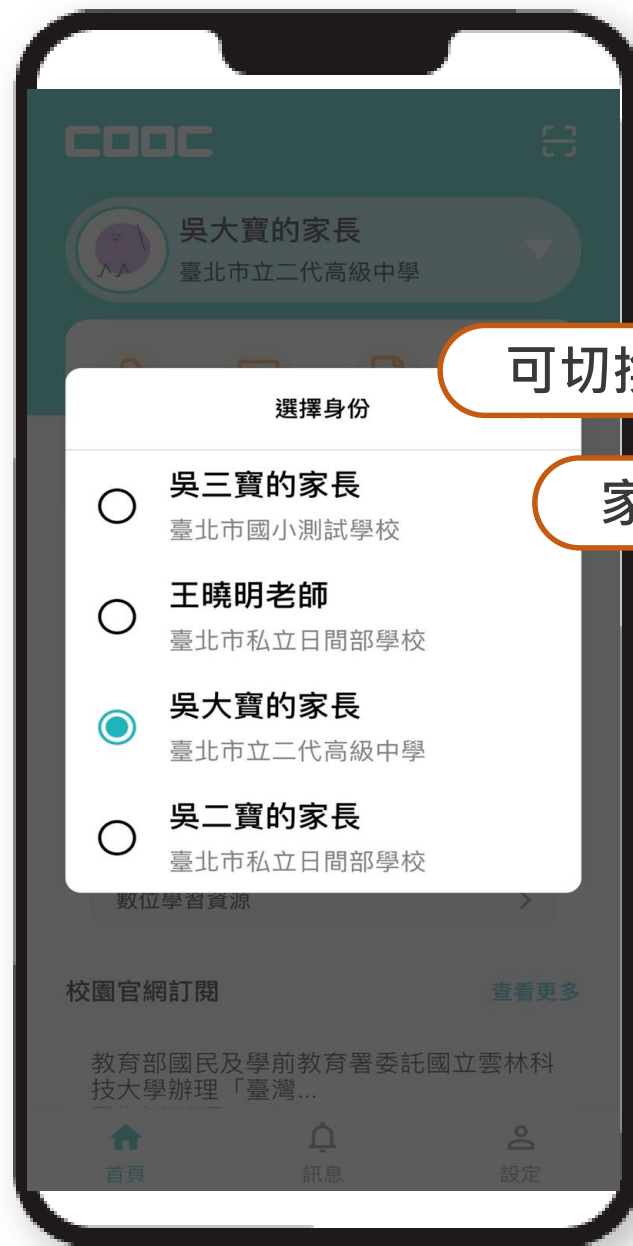 COOC
吳大寶的家長
臺北市立二代高級中學
可切換
選擇身份
家
吳三寶的家長
臺北市國小測試學校
王曉明老師
臺北市私立日間部學校
吳大寶的家長
臺北市立二代高級中學
吳二寶的家長
臺北市私立日間部學校
數位學習資源
校園官網訂閱
查看更多
教育部國民及學前教育署委託國立雲林科
技大學辦理「臺灣...
首頁
訊息
設定